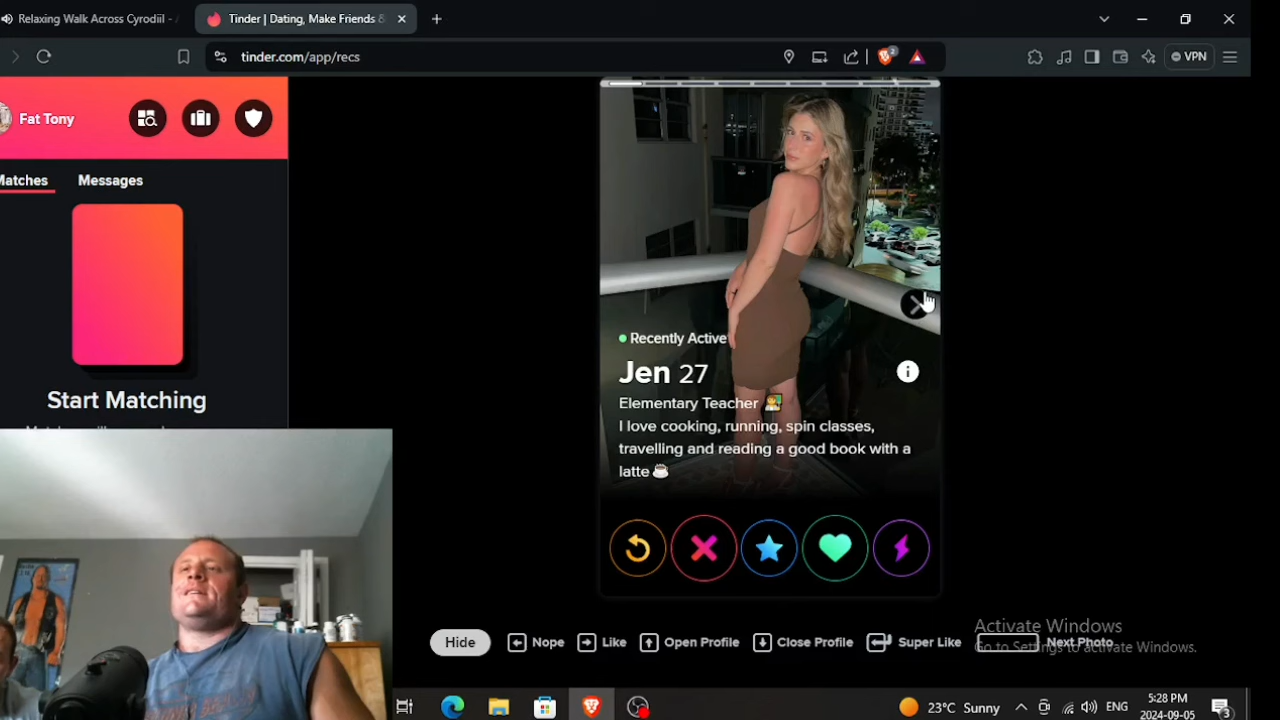 Relaxing Walk Across Cyrodiil -
Tinder | Dating, Make Friends &
tinder.com/app/recs
2
VPN
Fat Tony
Matches
Messages
Start Matching
Recently Active
Jen 27
Elementary Teacher 👩‍🏫
I love cooking, running, spin classes,
travelling and reading a good book with a
latte ☕
Hide
Nope
Like
Open Profile
Close Profile
Super Like
Next Photo
Activate Windows
Go to Settings to activate Windows.
23°C Sunny
ENG
5:28 PM
2024-09-05
3